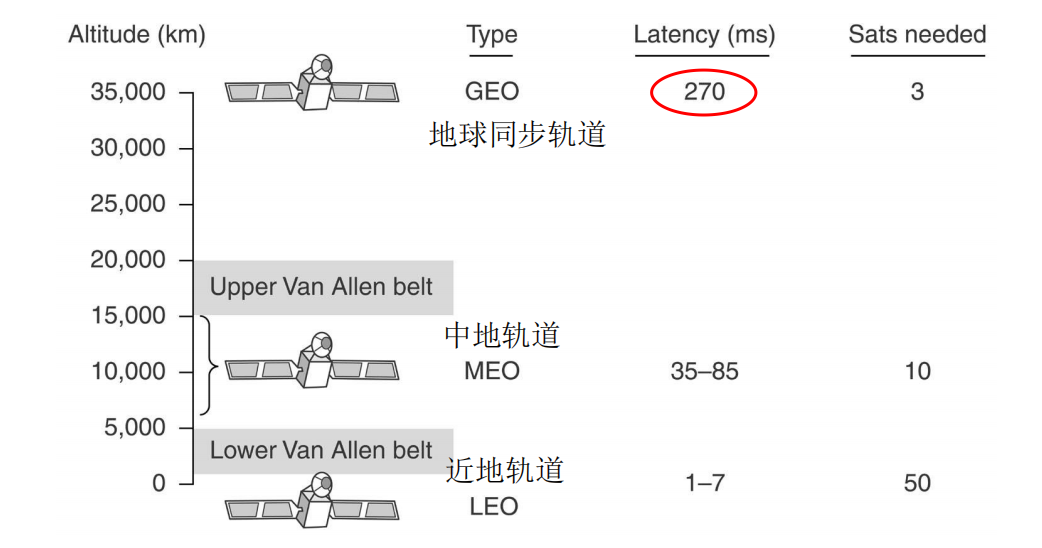 Altitude (km) Type Latency (ms) Sats needed
35,000 GEO 270 3
地球同步轨道
30,000
25,000
20,000
Upper Van Allen belt
15,000
中地轨道
10,000 MEO 35–85 10
5,000
Lower Van Allen belt
近地轨道
0 1–7 50
LEO